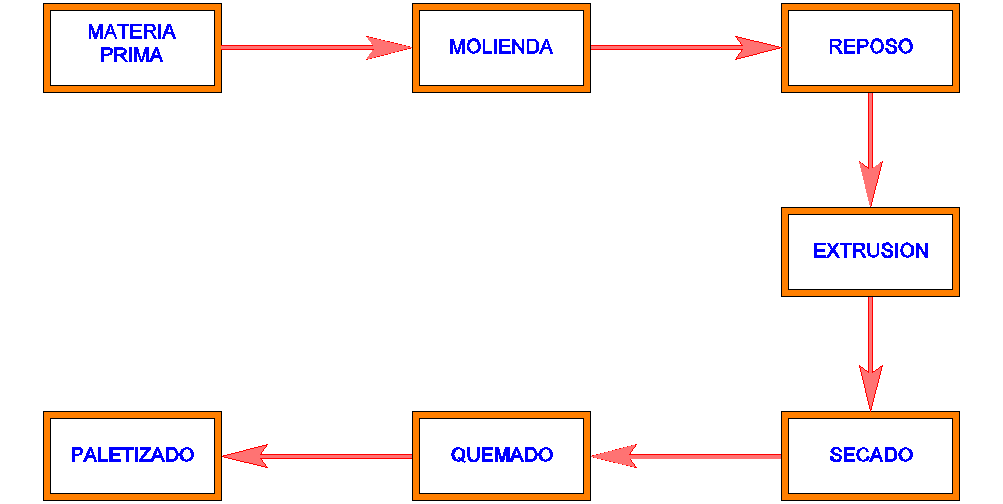 MATERIA
PRIMA
MOLIENDA
REPOSO
EXTRUSION
SECADO
QUEMADO
PALETIZADO